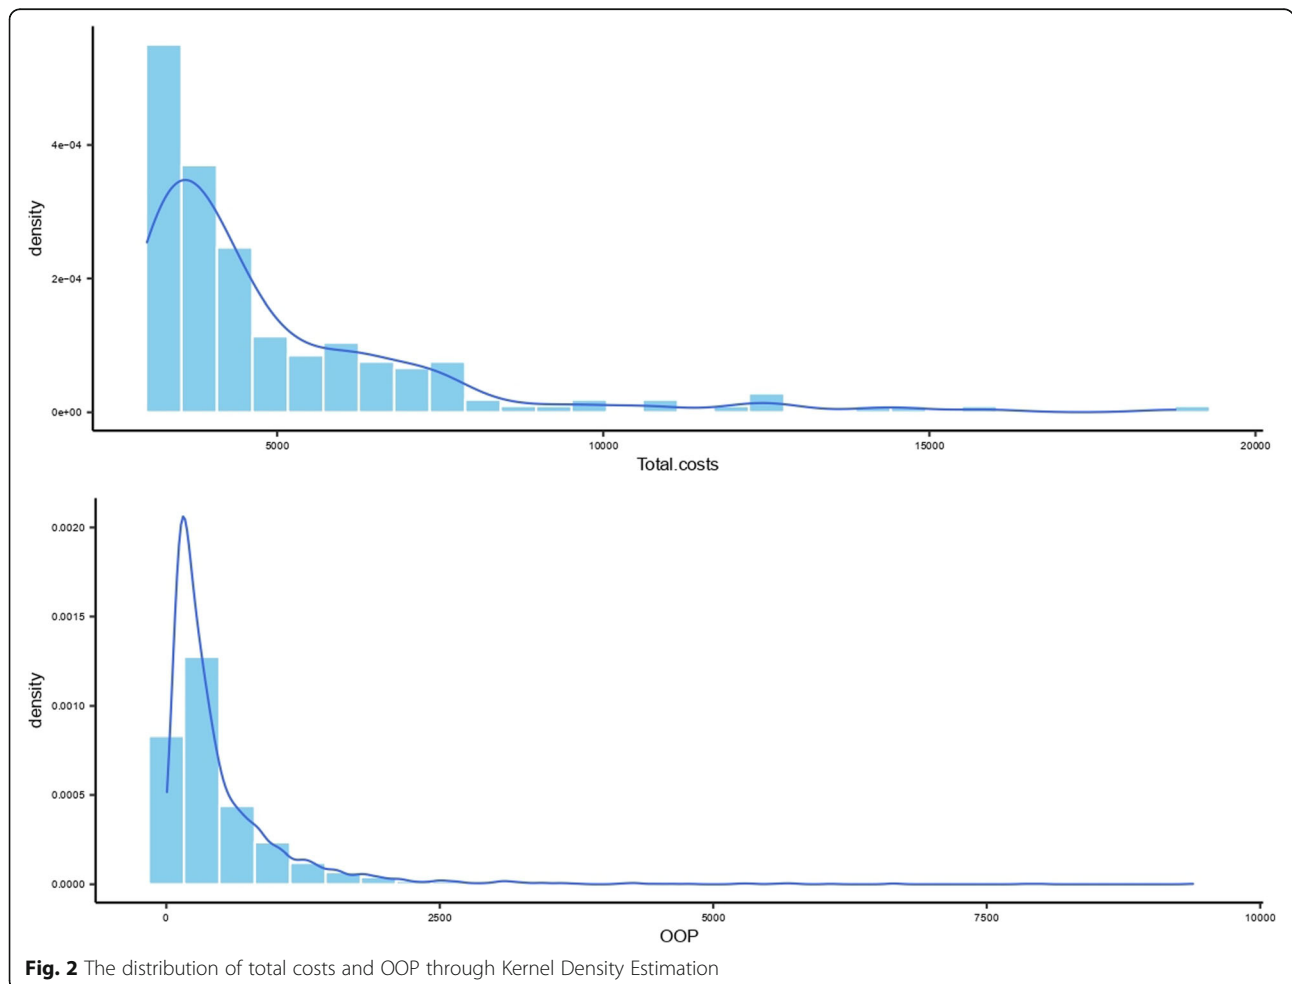 4e−04
2e−04
0e+00
density
5000
10000
15000
20000
Total.costs
0.0020
0.0015
0.0010
0.0005
0.0000
density
0
2500
5000
7500
10000
OOP
Fig. 2 The distribution of total costs and OOP through Kernel Density Estimation